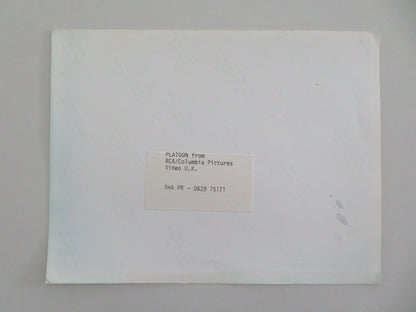 PLATOON from
RCA/Columbia Pictures
Video U.K.
RHA PR - 0628 75171